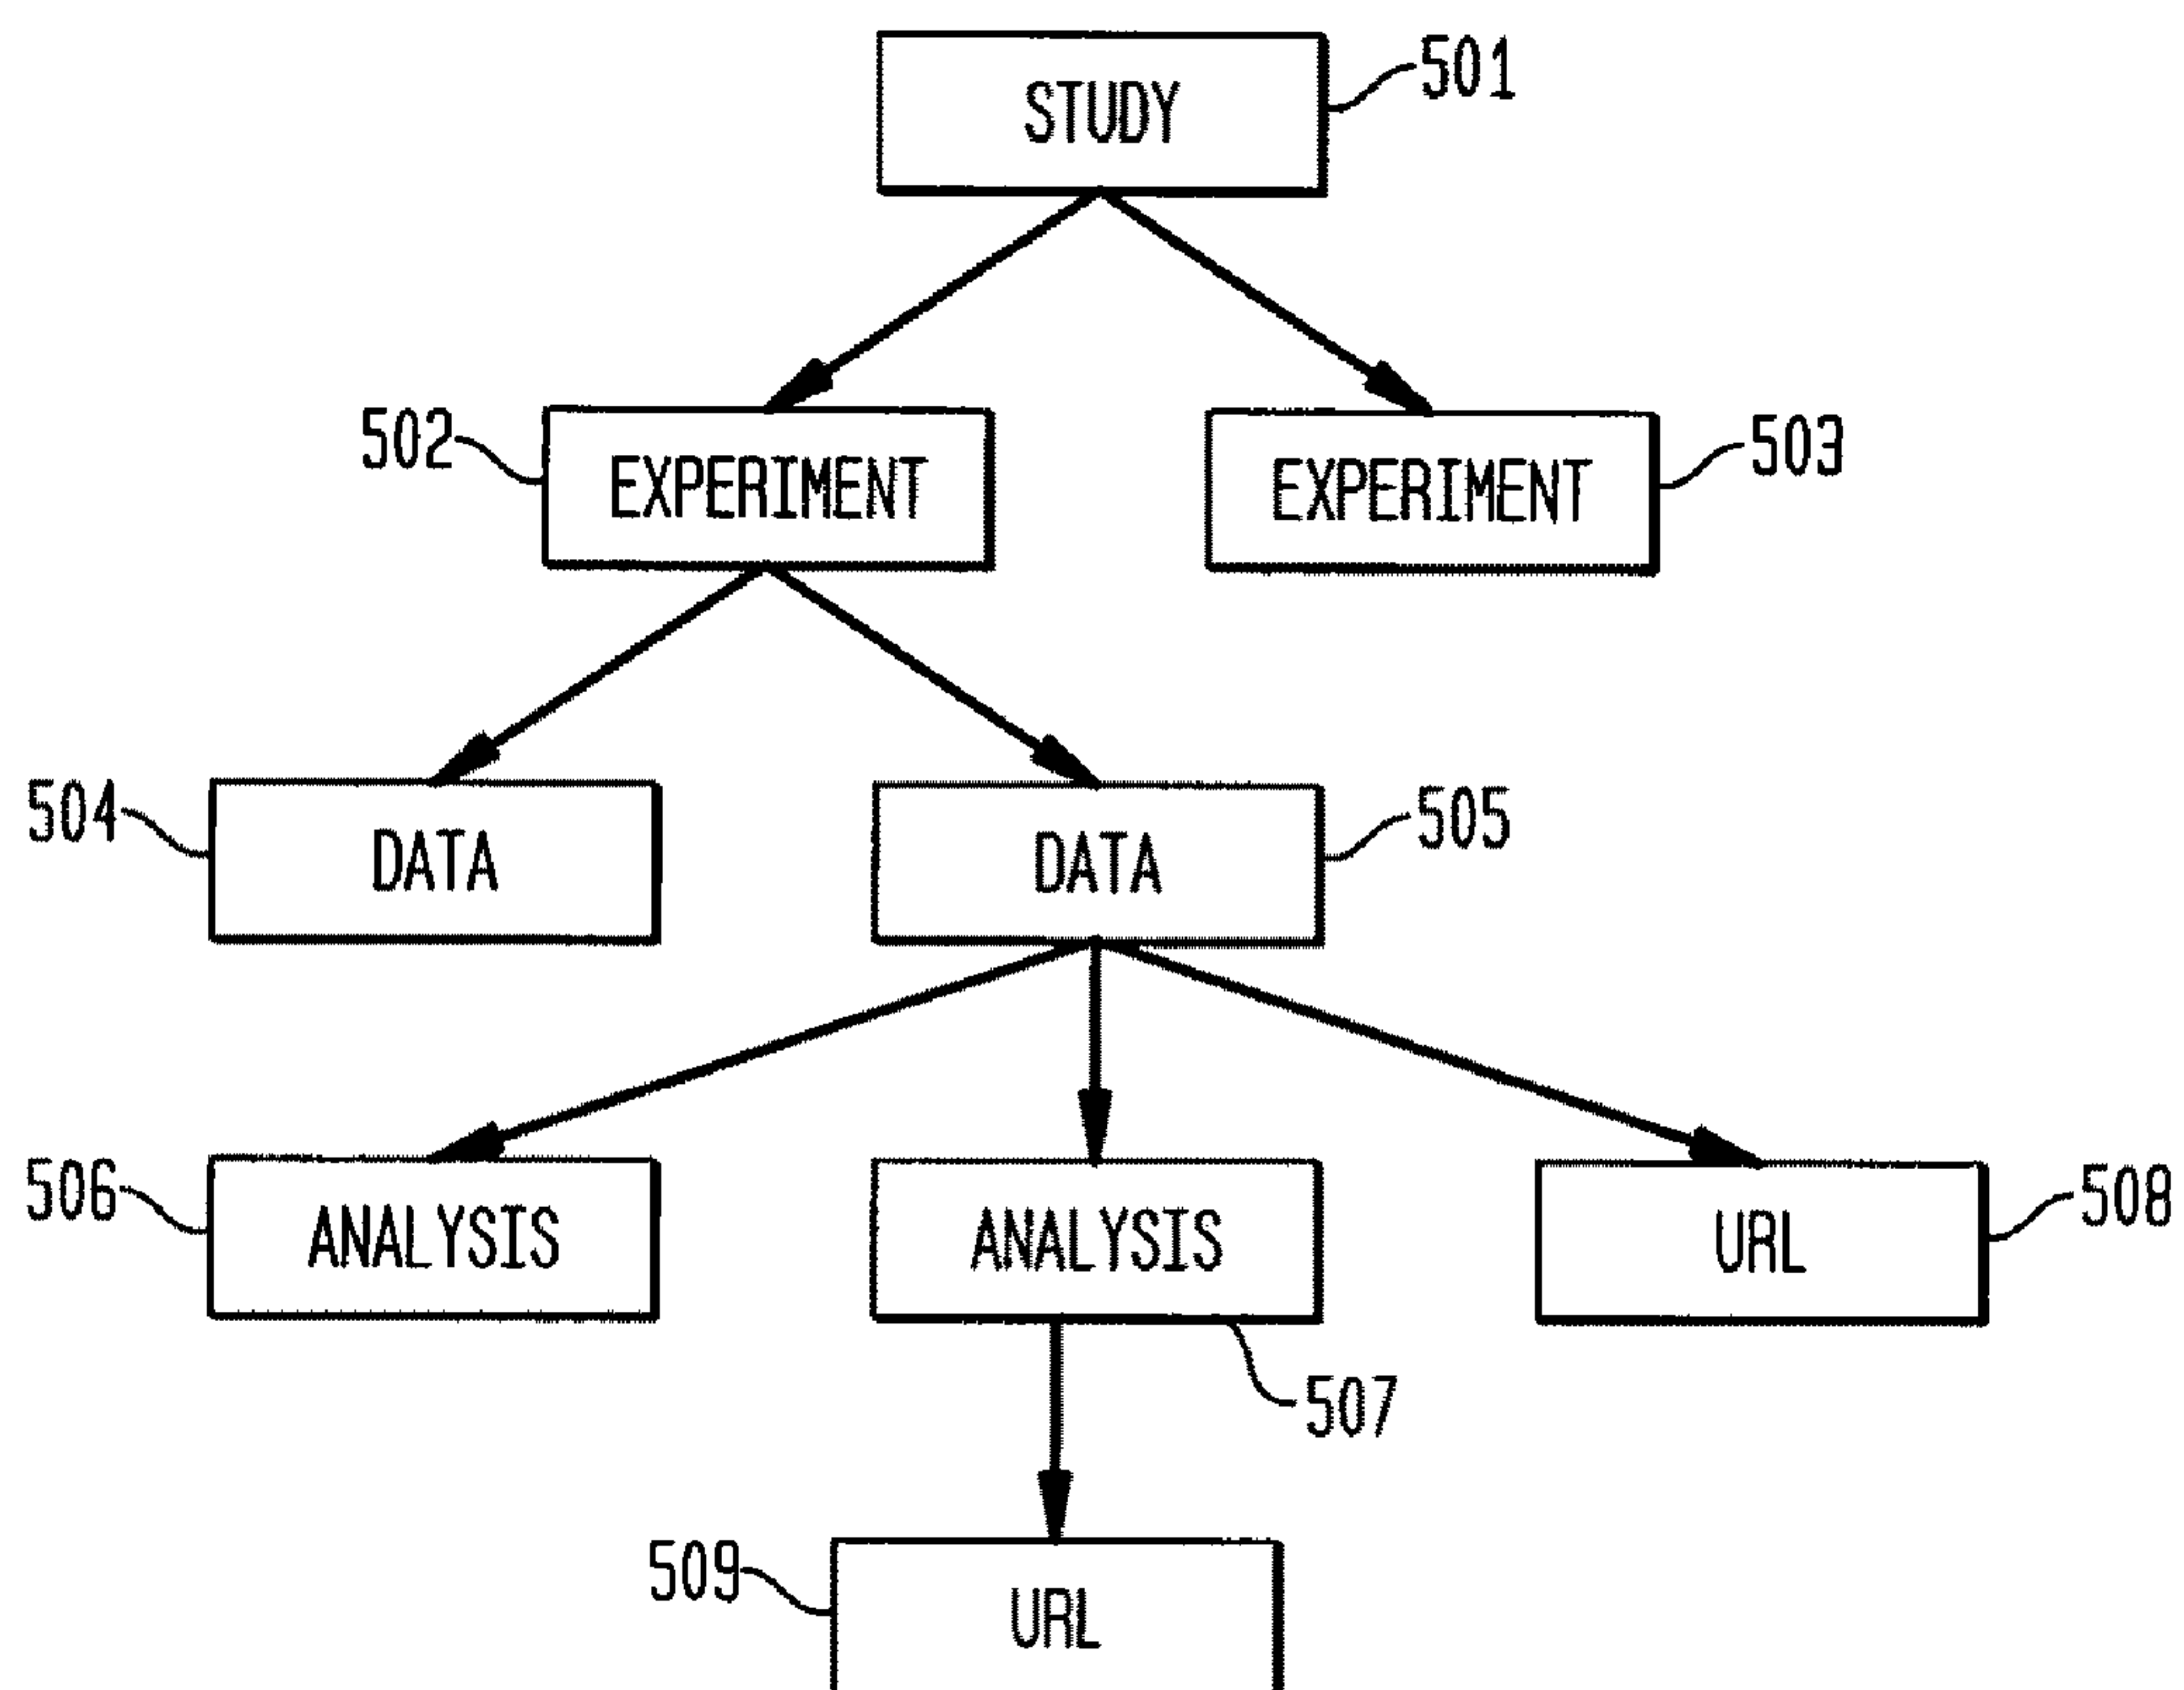 STUDY
501
502
EXPERIMENT
EXPERIMENT
503
504
DATA
DATA
505
506
ANALYSIS
ANALYSIS
URL
508
507
509
URL